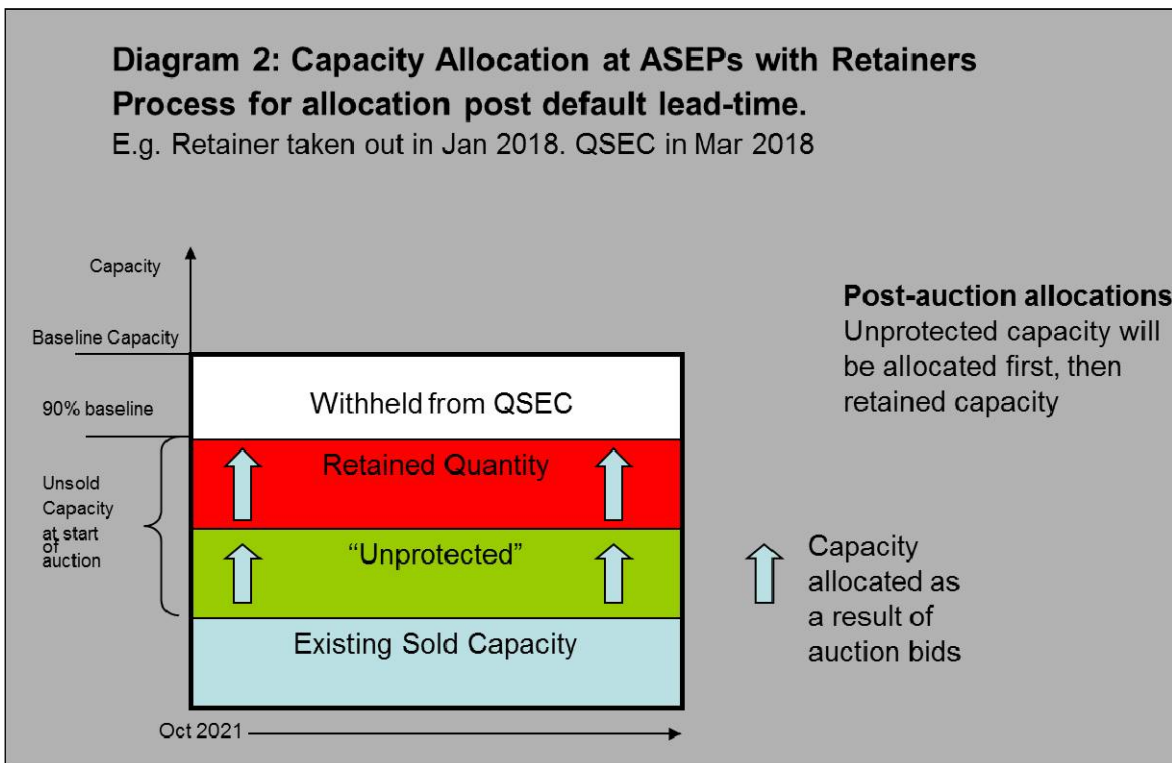 Diagram 2: Capacity Allocation at ASEPs with Retainers
Process for allocation post default lead-time.
E.g. Retainer taken out in Jan 2018. QSEC in Mar 2018
Capacity
Baseline Capacity
90% baseline
Unsold
Capacity
at start
of
auction
Withheld from QSEC
Retained Quantity
“Unprotected”
Existing Sold Capacity
Oct 2021
Post-auction allocations
Unprotected capacity will
be allocated first, then
retained capacity
Capacity
allocated as
a result of
auction bids